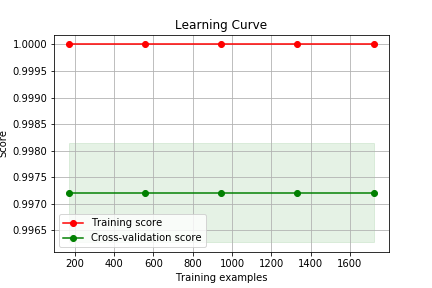 Learning Curve
1.0000
0.9995
0.9990
0.9985
0.9980
0.9975
0.9970
0.9965
Score
Training score
Cross-validation score
200 400 600 800 1000 1200 1400 1600
Training examples